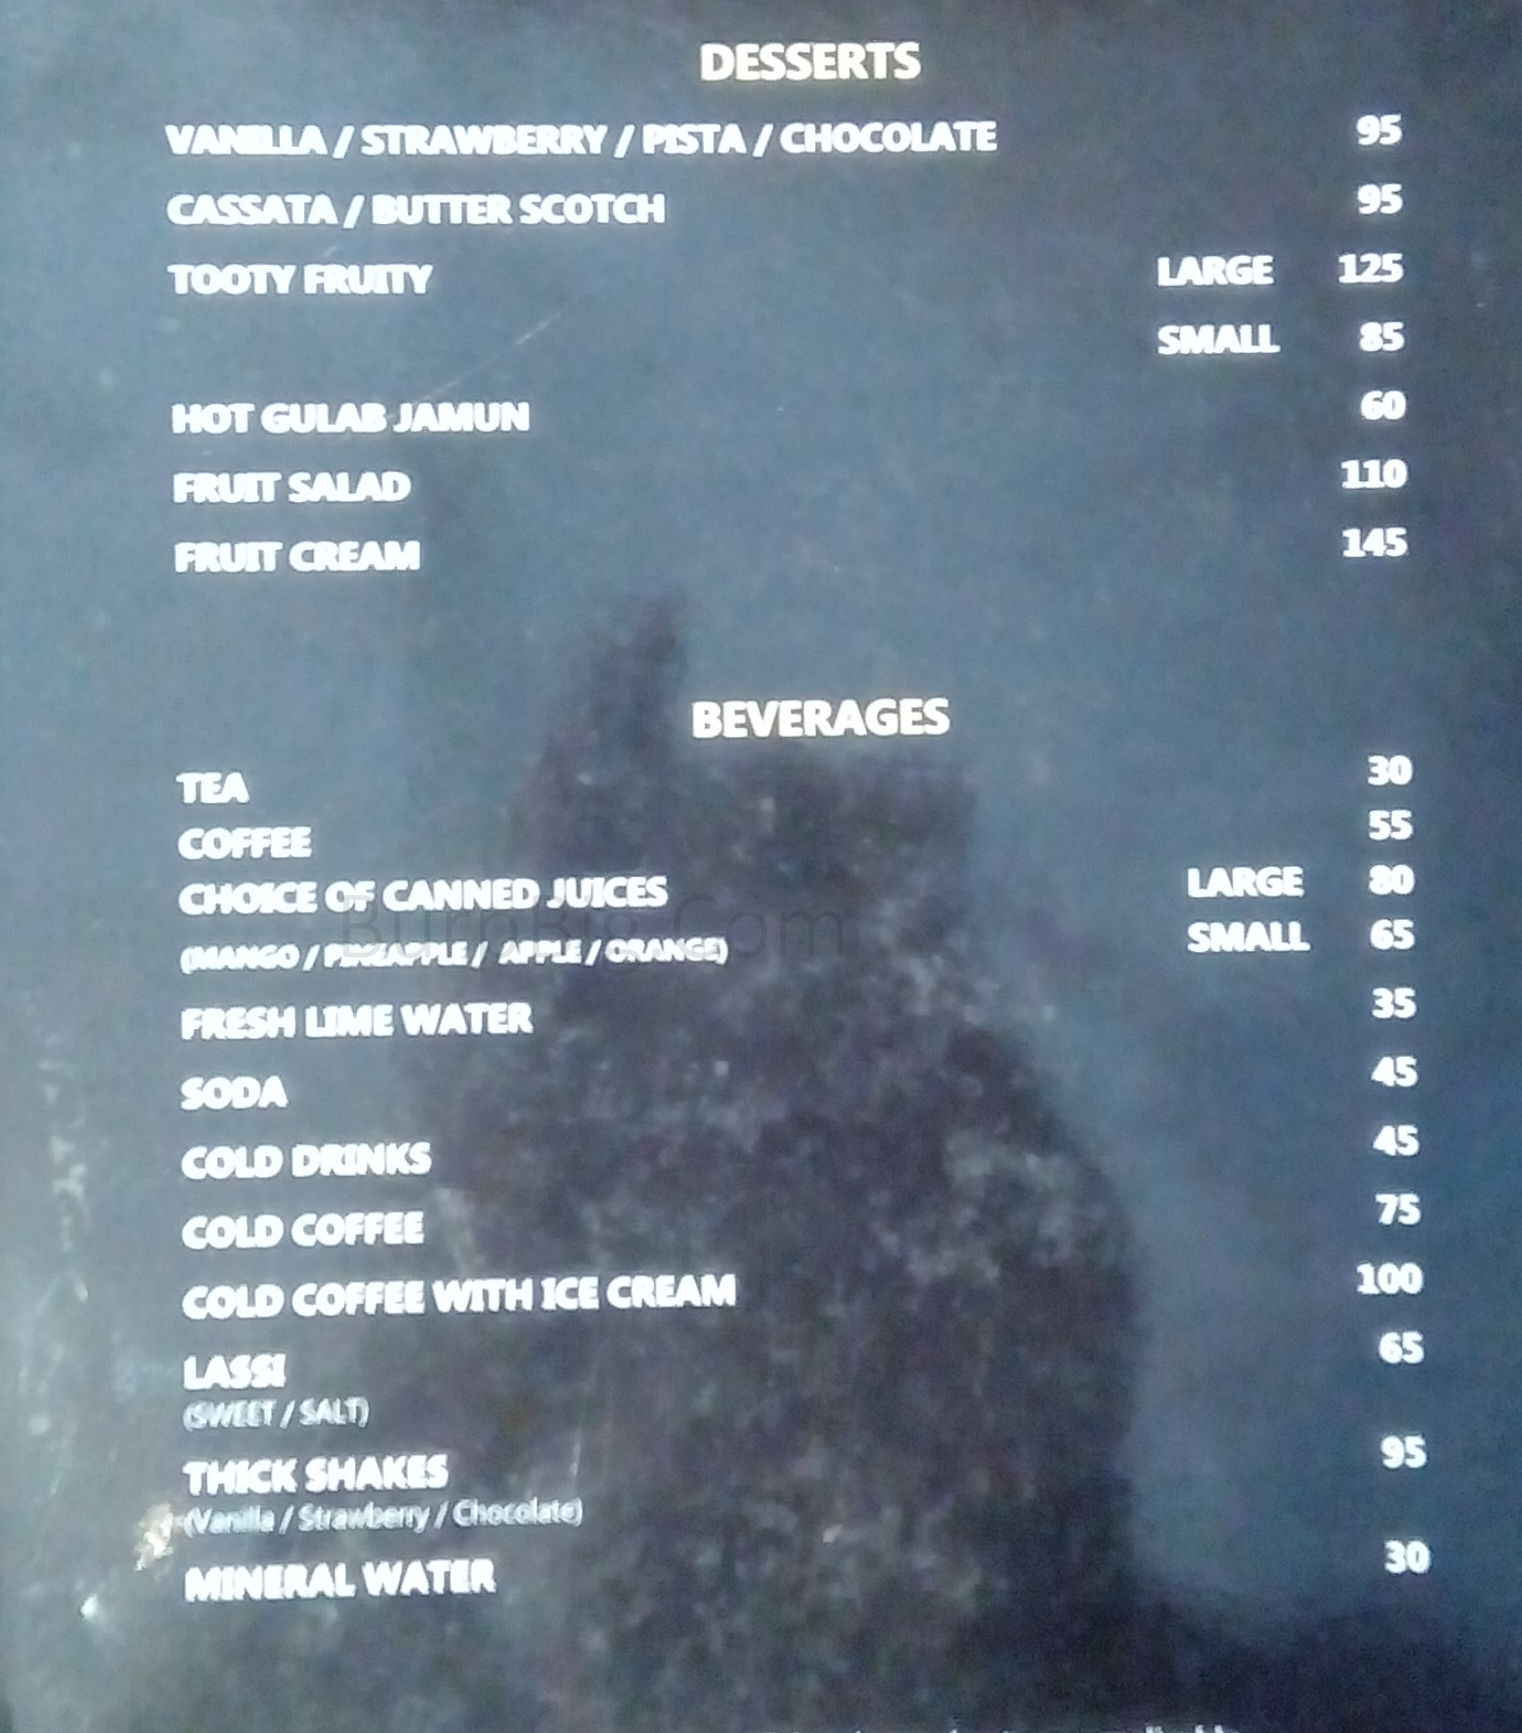 DESSERTS
VANILLA / STRAWBERRY / PISTA / CHOCOLATE 95
CASSATA / BUTTER SCOTCH 95
TOOTY FRUITY LARGE 125
SMALL 85
HOT GULAB JAMUN 60
FRUIT SALAD 110
FRUIT CREAM 145
BEVERAGES
TEA 30
COFFEE 55
CHOICE OF CANNED JUICES LARGE 80
(MANGO / PINEAPPLE / APPLE / ORANGE) SMALL 65
BurnBig.Com
FRESH LIME WATER 35
SODA 45
COLD DRINKS 45
COLD COFFEE 75
COLD COFFEE WITH ICE CREAM 100
LASSI 65
(SWEET / SALT)
THICK SHAKES 95
(Vanilla / Strawberry / Chocolate)
MINERAL WATER 30